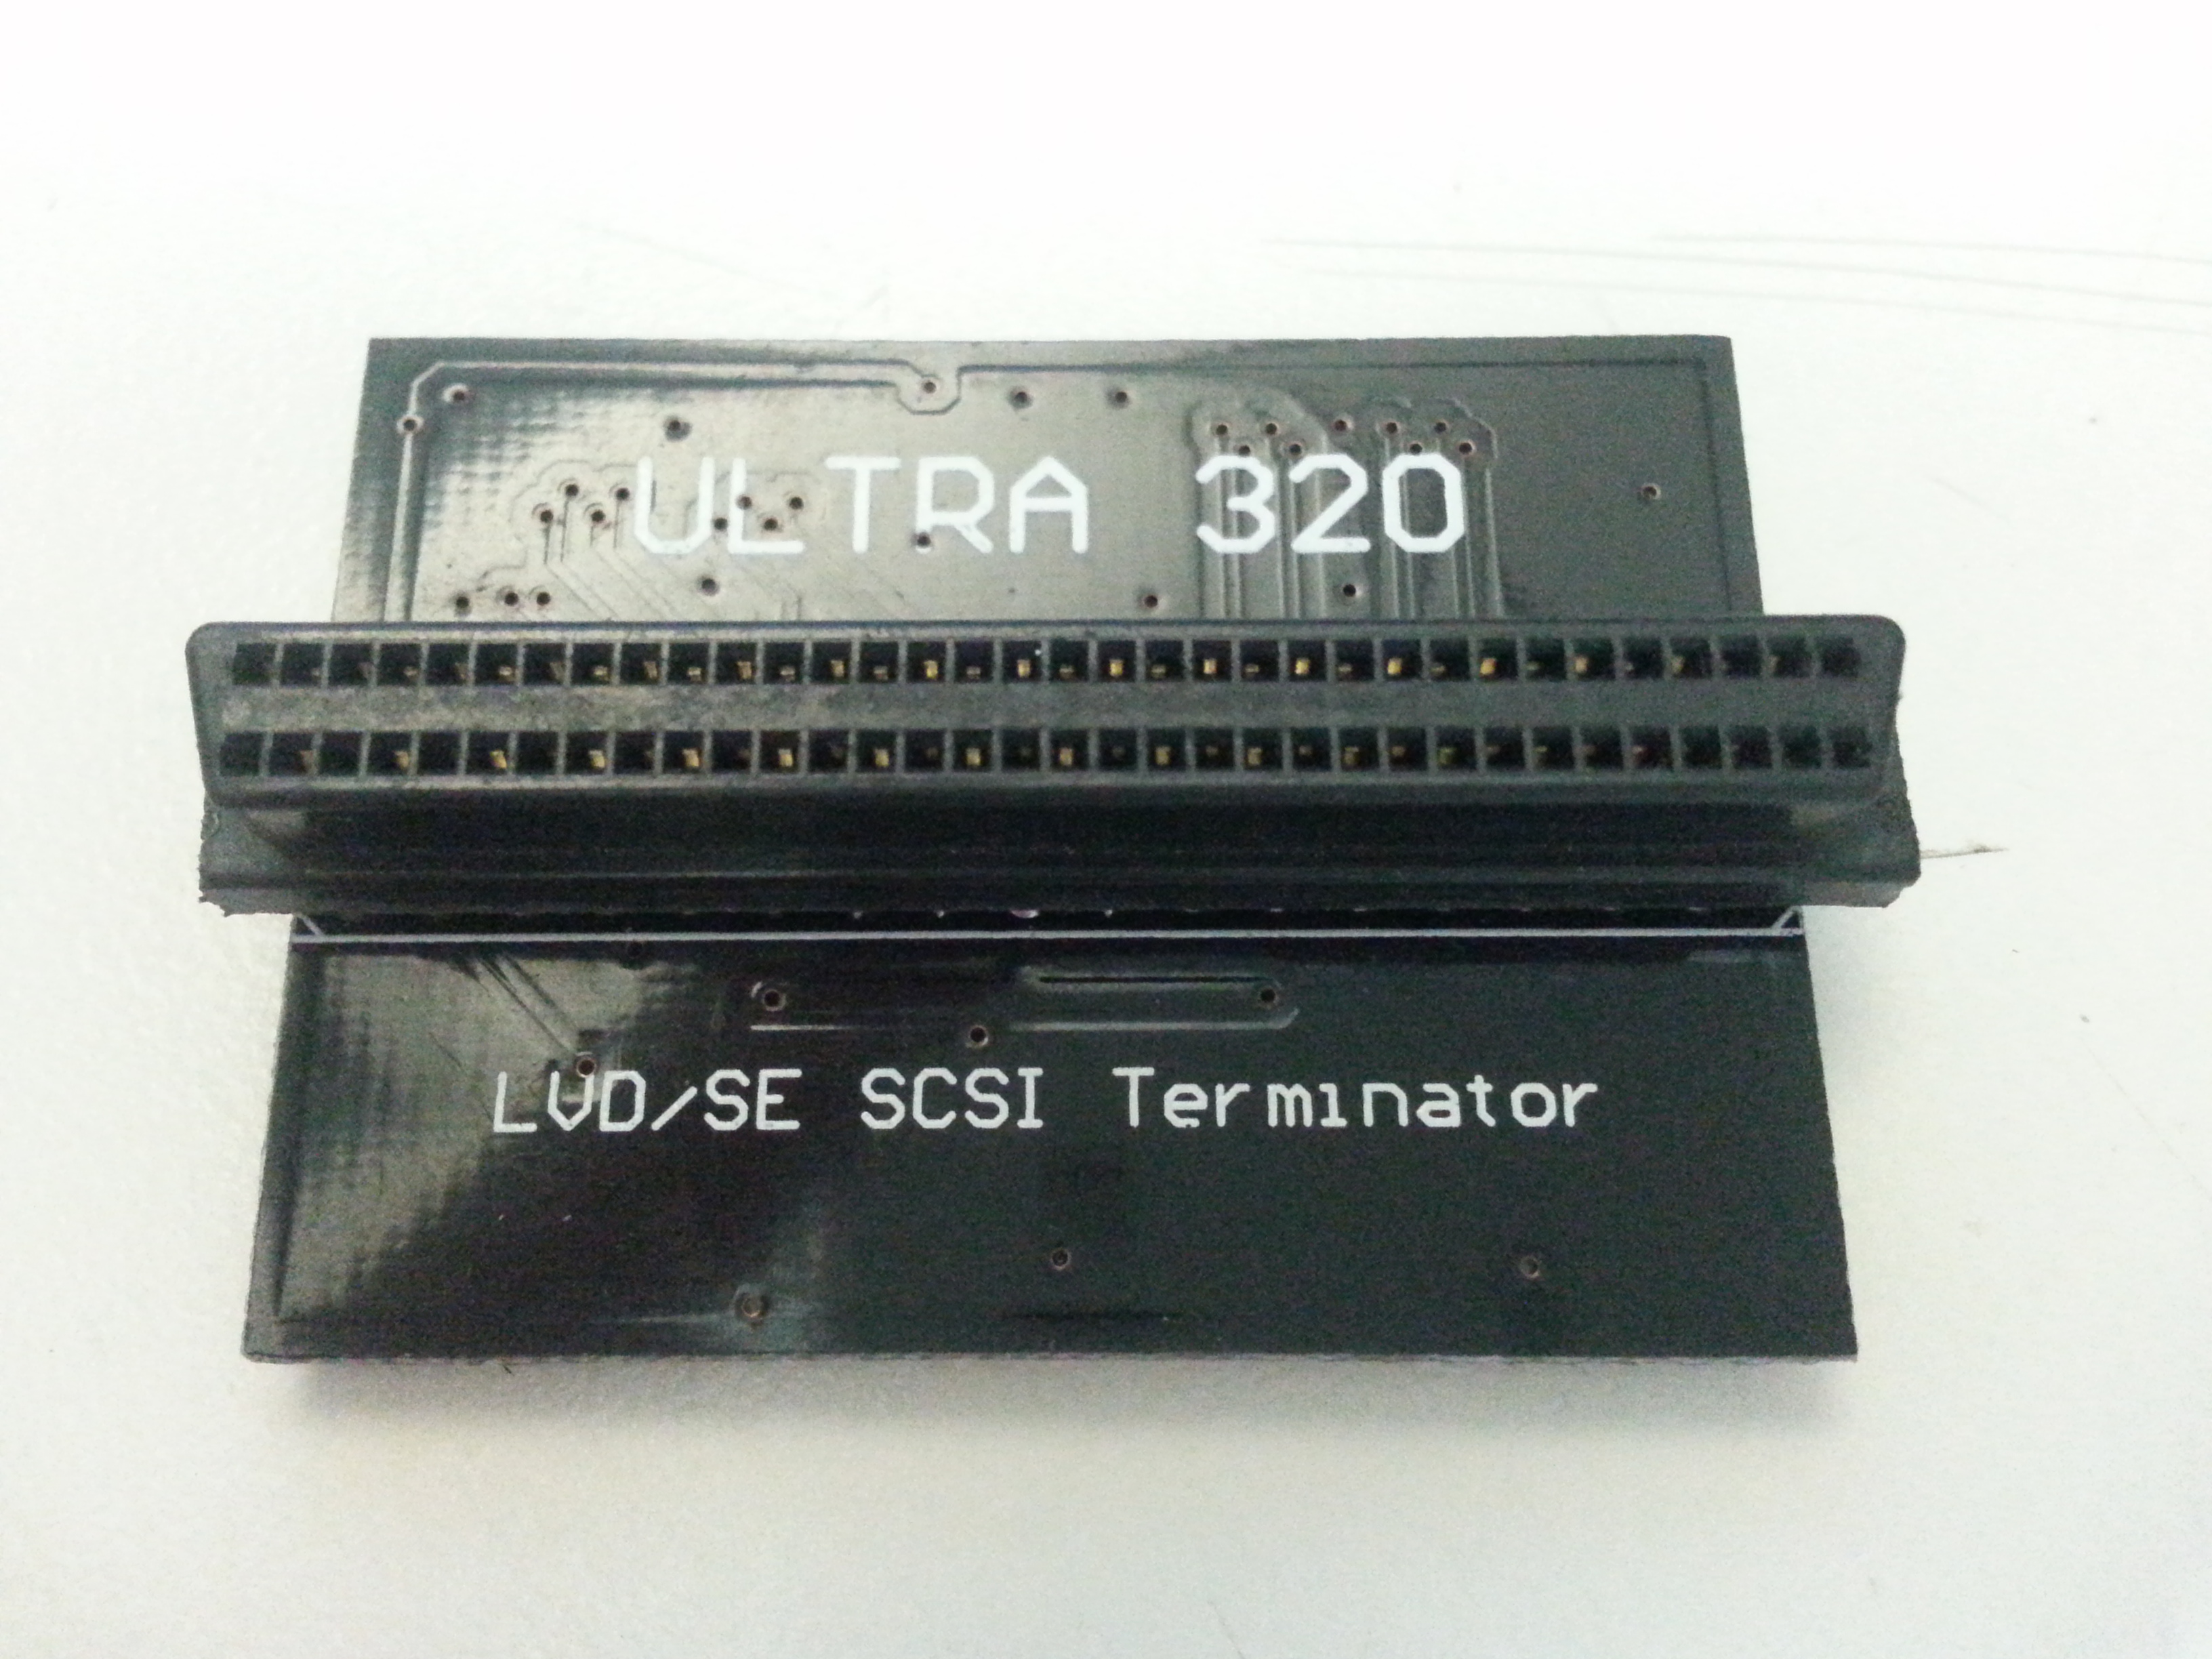 ULTRA 320
LVD/SE SCSI Terminator